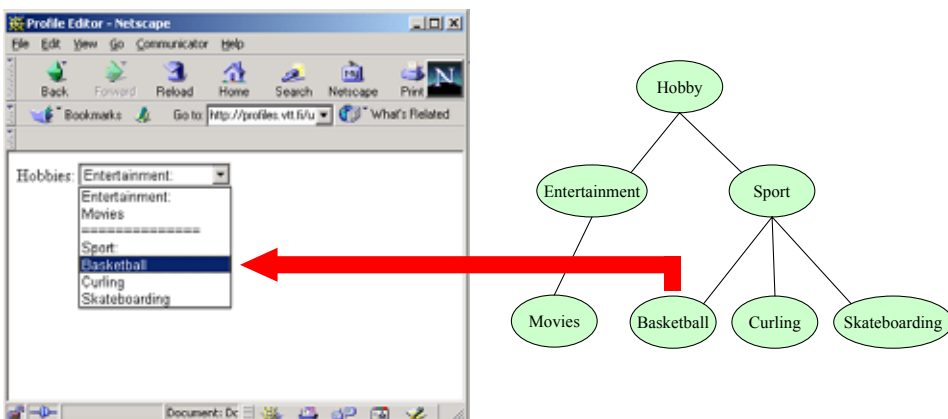 Profile Editor - Netscape
File Edit View Go Communicator Help
Back Forward Reload Home Search Netscape Print
Bookmarks Go to: http://profiles.vtt.fi/u What's Related
Hobbies: Entertainment:
Entertainment:
Movies
==============
Sport:
Basketball
Curling
Skateboarding
Document: Dc
Hobby
Entertainment Sport
Movies Basketball Curling Skateboarding